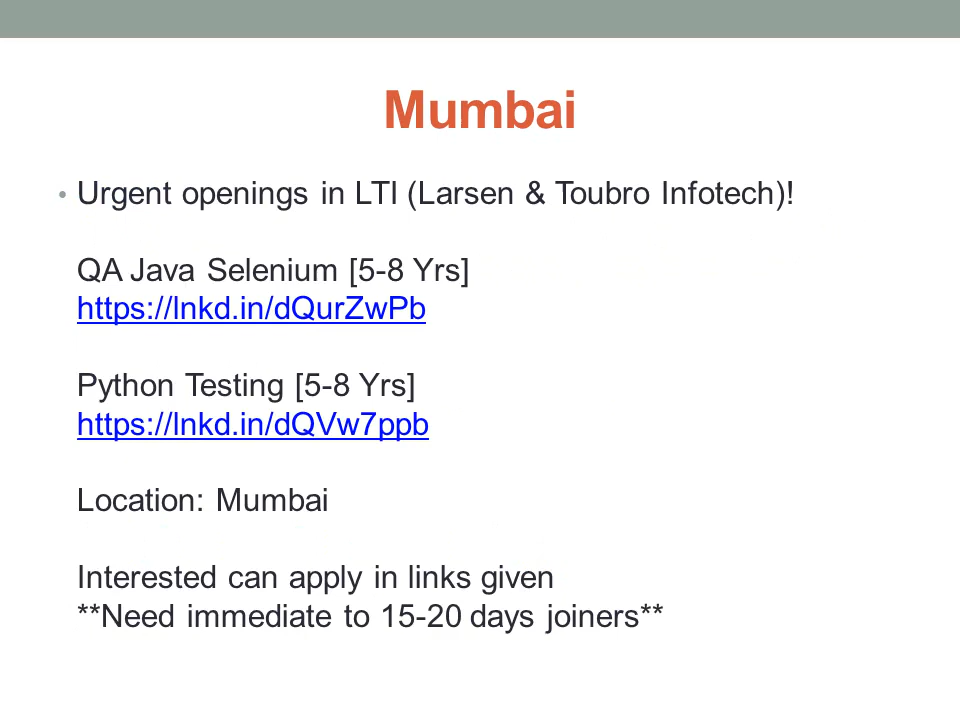 Mumbai
• Urgent openings in LTI (Larsen & Toubro Infotech)!
QA Java Selenium [5-8 Yrs]
https://lnkd.in/dQurZwPb
Python Testing [5-8 Yrs]
https://lnkd.in/dQVw7ppb
Location: Mumbai
Interested can apply in links given
**Need immediate to 15-20 days joiners**